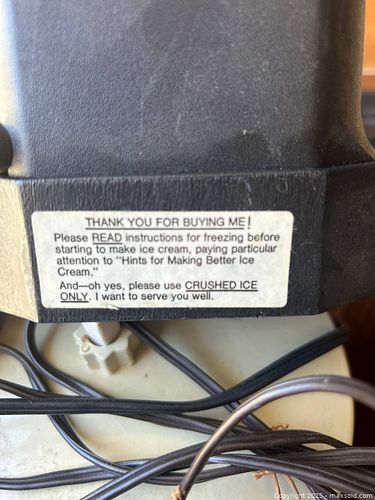 THANK YOU FOR BUYING ME!
Please READ instructions for freezing before
starting to make ice cream, paying particular
attention to "Hints for Making Better Ice
Cream."
And—oh yes, please use CRUSHED ICE
ONLY. I want to serve you well.
© Sponsored 2025 - maxsold.com